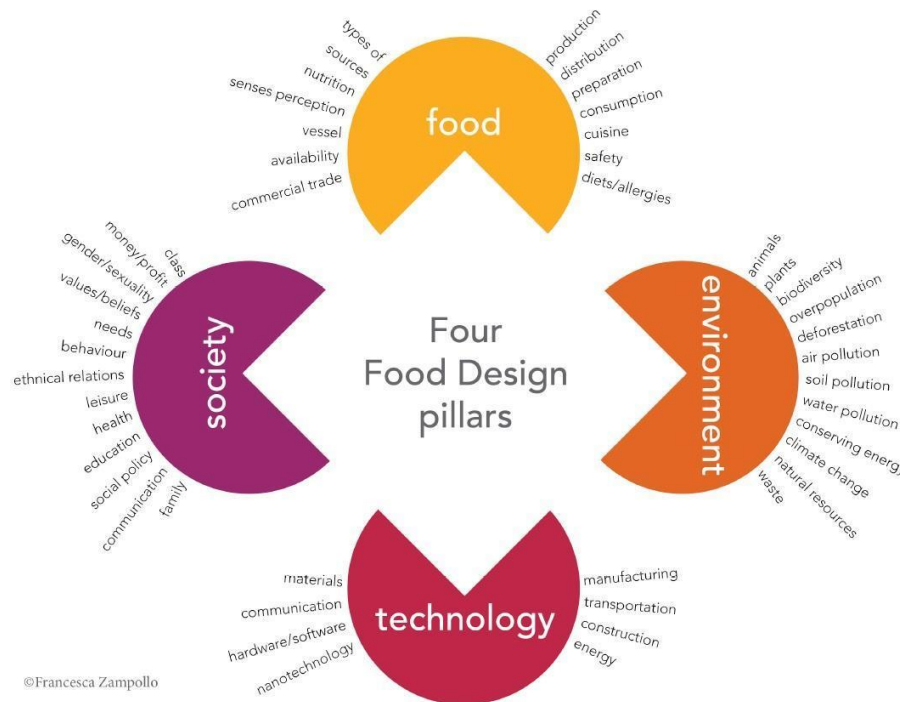 types of
sources
nutrition
senses perception
vessel
availability
commercial trade
food
production
distribution
preparation
consumption
cuisine
safety
diets/allergies
class
money/profit
gender/sexuality
values/beliefs
needs
behaviour
ethnical relations
leisure
health
education
social policy
communication
family
society
Four
Food Design
pillars
environment
animals
plants
biodiversity
overpopulation
deforestation
air pollution
soil pollution
water pollution
conserving energy
climate change
natural resources
waste
materials
communication
hardware/software
nanotechnology
technology
manufacturing
transportation
construction
energy
©Francesca Zampollo